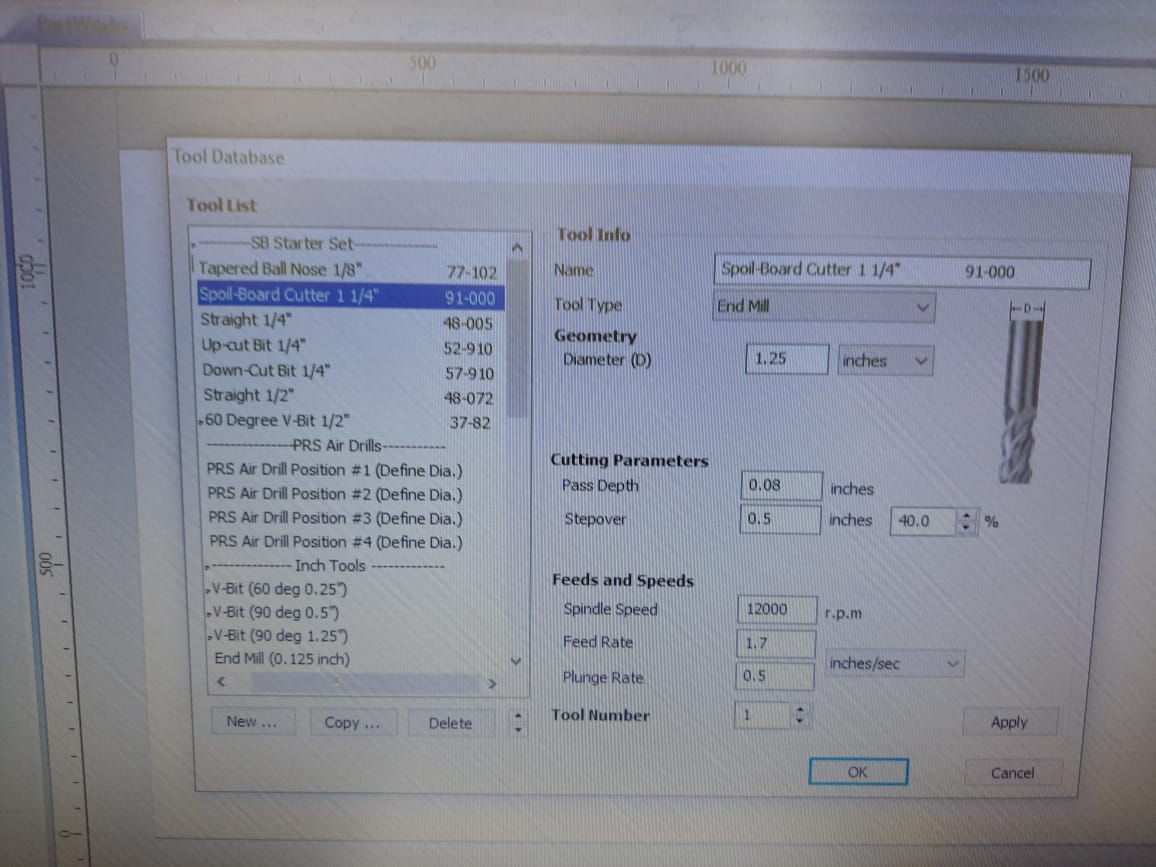 PartWorks
0 500 1000 1500
Tool Database
Tool List
------SB Starter Set--------------
Tapered Ball Nose 1/8" 77-102
Spoil-Board Cutter 1 1/4" 91-000
Straight 1/4" 48-005
Up-cut Bit 1/4" 52-910
Down-Cut Bit 1/4" 57-910
Straight 1/2" 48-072
60 Degree V-Bit 1/2" 37-82
---------------PRS Air Drills-----------
PRS Air Drill Position #1 (Define Dia.)
PRS Air Drill Position #2 (Define Dia.)
PRS Air Drill Position #3 (Define Dia.)
PRS Air Drill Position #4 (Define Dia.)
-------------- Inch Tools -------------
V-Bit (60 deg 0.25")
V-Bit (90 deg 0.5")
V-Bit (90 deg 1.25")
End Mill (0.125 inch)
New ... Copy ... Delete
Tool Info
Name Spoil-Board Cutter 1 1/4" 91-000
Tool Type End Mill
D
Geometry
Diameter (D) 1.25 inches
Cutting Parameters
Pass Depth 0.08 inches
Stepover 0.5 inches 40.0 %
Feeds and Speeds
Spindle Speed 12000 r.p.m
Feed Rate 1.7
inches/sec
Plunge Rate 0.5
Tool Number 1
Apply
OK Cancel
1000
500
0